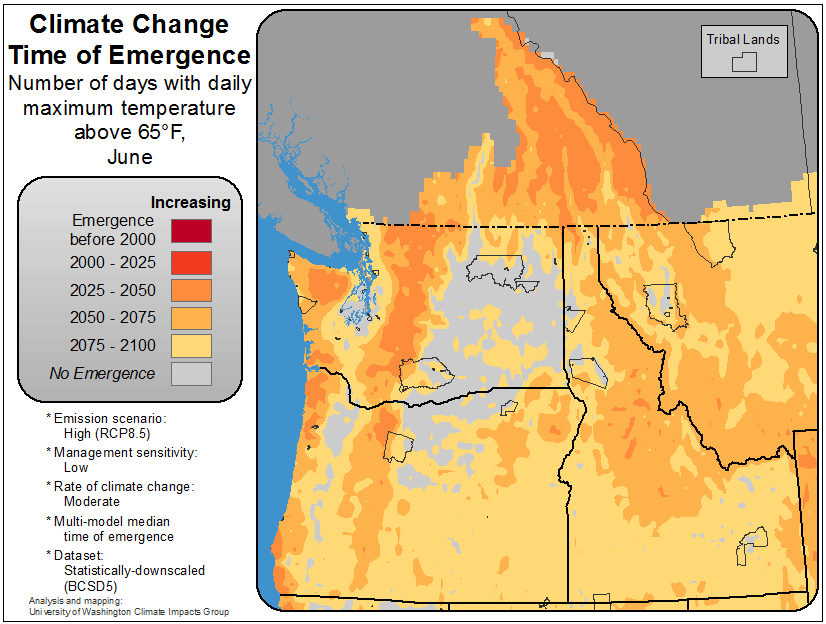 Climate Change
Time of Emergence
Number of days with daily
maximum temperature
above 65°F,
June
Increasing
Emergence
before 2000
2000 - 2025
2025 - 2050
2050 - 2075
2075 - 2100
No Emergence
* Emission scenario:
High (RCP8.5)
* Management sensitivity:
Low
* Rate of climate change:
Moderate
* Multi-model median
time of emergence
* Dataset:
Statistically-downscaled
(BCSD5)
Analysis and mapping:
University of Washington Climate Impacts Group
Tribal Lands